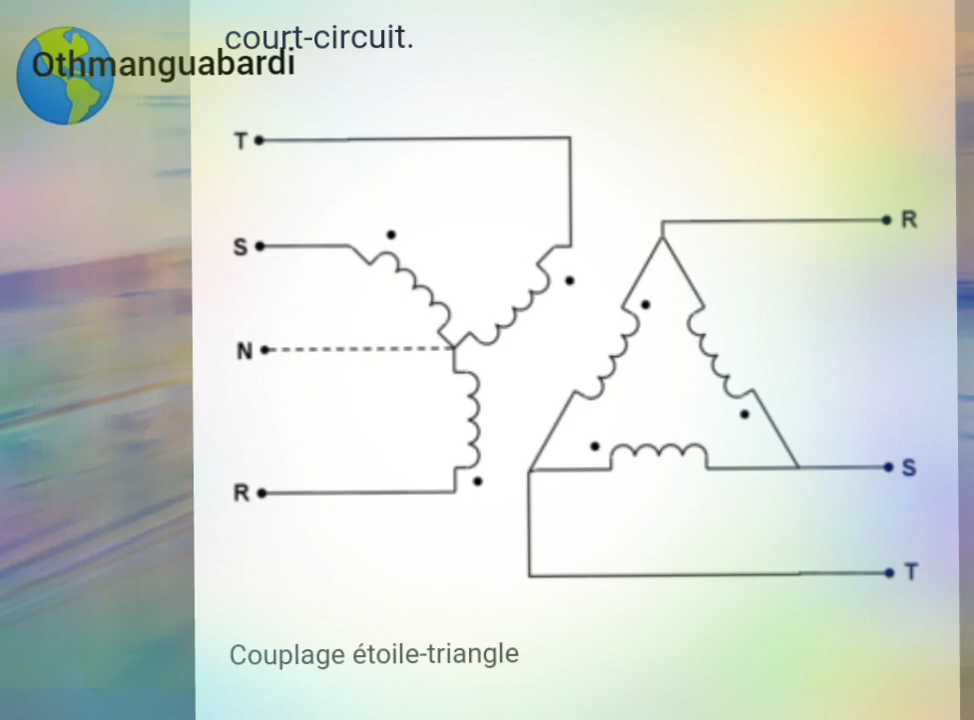 court-circuit.
Othmanguabardi
T
S
N
R
R
S
T
Couplage étoile-triangle